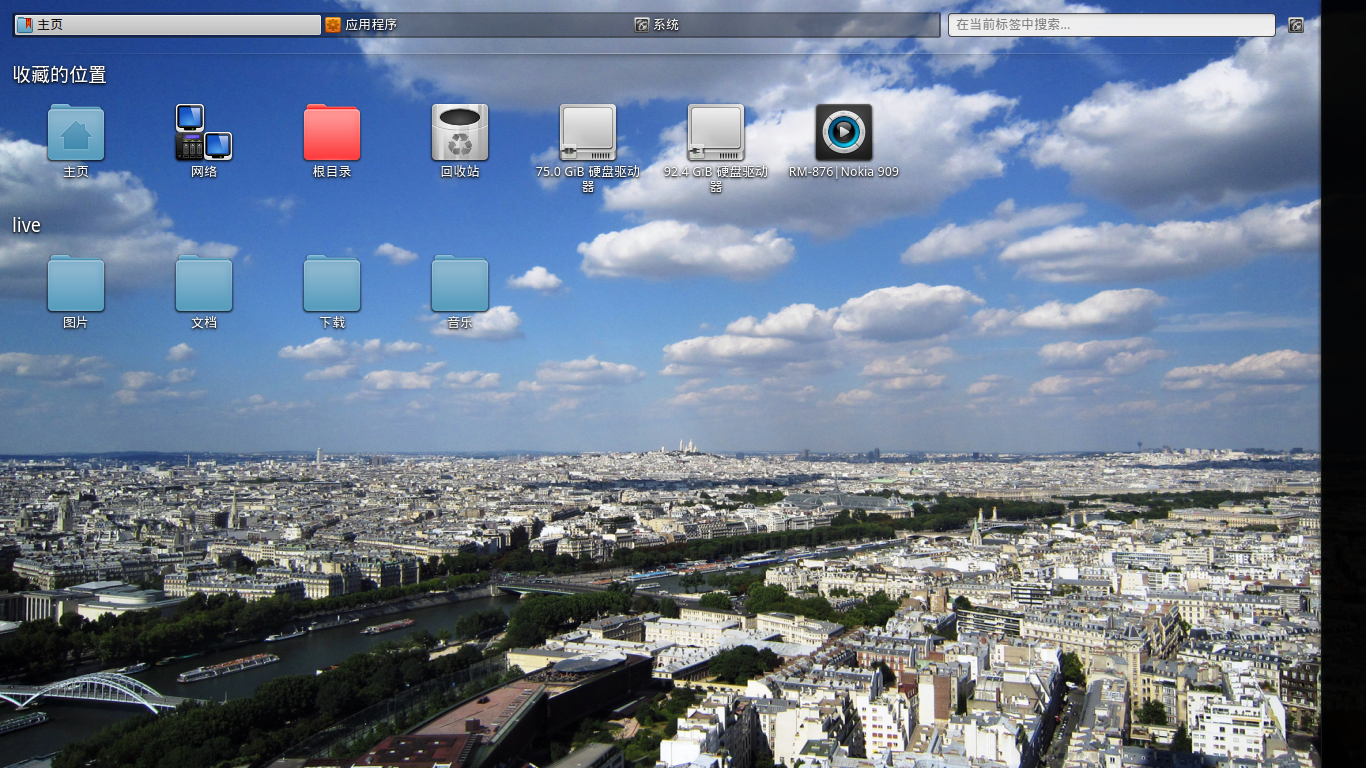 主页 应用程序 系统 在当前标签中搜索...
收藏的位置
主页 网络 根目录 回收站 75.0 GiB 硬盘驱动 92.4 GiB 硬盘驱动 RM-876|Nokia 909
器 器
live
图片 文档 下载 音乐